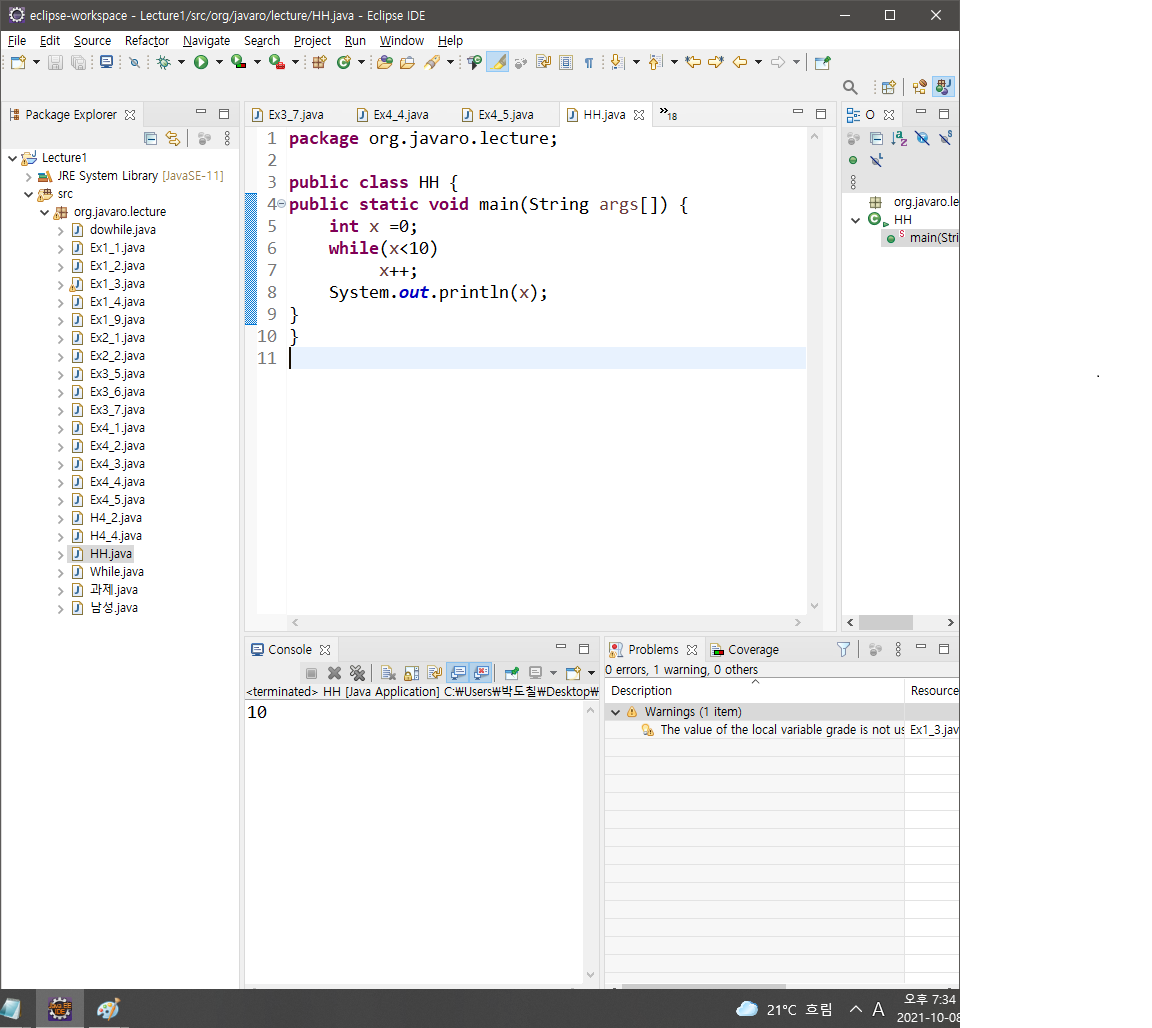 eclipse-workspace - Lecture1/src/org/javaro/lecture/HH.java - Eclipse IDE
File Edit Source Refactor Navigate Search Project Run Window Help
Package Explorer
Lecture1
JRE System Library [JavaSE-11]
src
org.javaro.lecture
dowhile.java
Ex1_1.java
Ex1_2.java
Ex1_3.java
Ex1_4.java
Ex1_9.java
Ex2_1.java
Ex2_2.java
Ex3_5.java
Ex3_6.java
Ex3_7.java
Ex4_1.java
Ex4_2.java
Ex4_3.java
Ex4_4.java
Ex4_5.java
H4_2.java
H4_4.java
HH.java
While.java
과제.java
남성.java
Ex3_7.java Ex4_4.java Ex4_5.java HH.java »18
1 package org.javaro.lecture;
2
3 public class HH {
4 public static void main(String args[]) {
5 int x =0;
6 while(x<10)
7 x++;
8 System.out.println(x);
9 }
10 }
11
O
org.javaro.le
HH
main(Stri
Console
<terminated> HH [Java Application] C:₩Users₩박도칠₩Desktop₩
10
Problems Coverage
0 errors, 1 warning, 0 others
Description Resource
Warnings (1 item)
The value of the local variable grade is not us Ex1_3.jav
21°C 흐림 A 오후 7:34
2021-10-08